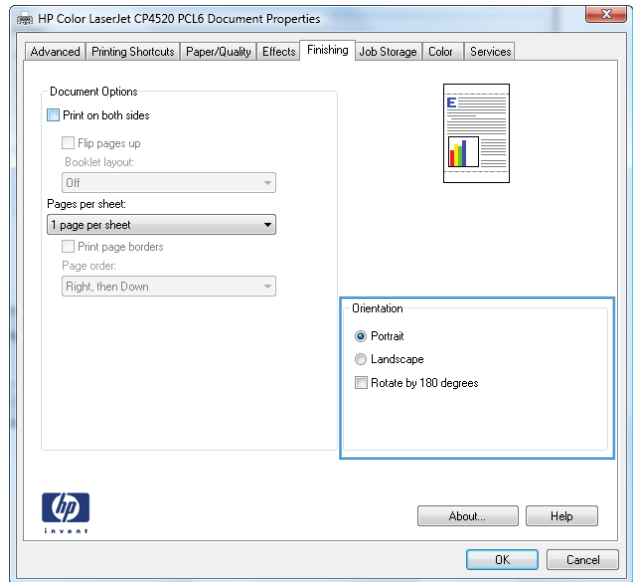 HP Color LaserJet CP4520 PCL6 Document Properties
Advanced Printing Shortcuts Paper/Quality Effects Finishing Job Storage Color Services
Document Options
Print on both sides
Flip pages up
Booklet layout:
Off
Pages per sheet:
1 page per sheet
Print page borders
Page order:
Right, then Down
E
Orientation
Portrait
Landscape
Rotate by 180 degrees
hp
invent
About... Help
OK Cancel